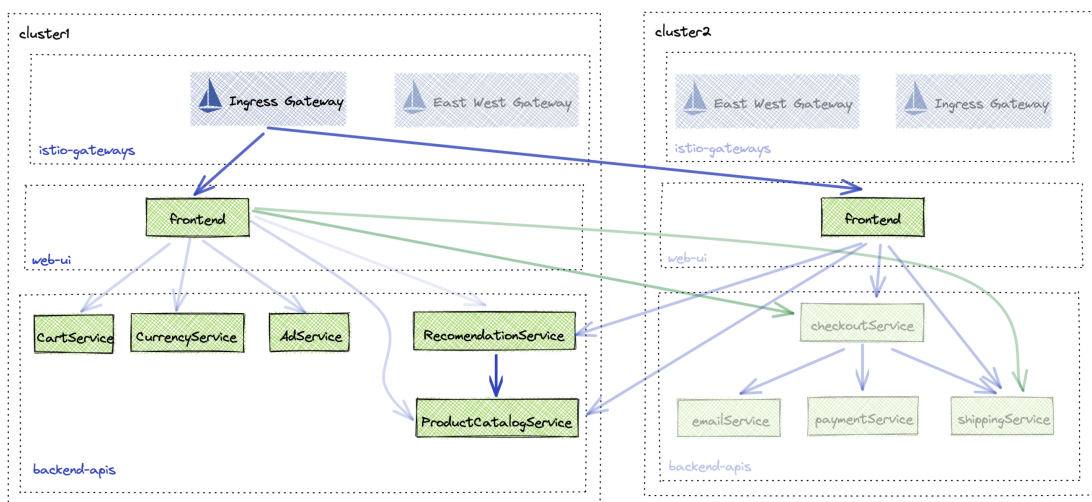 cluster1
Ingress Gateway
East West Gateway
istio-gateways
frontend
web-ui
CartService
CurrencyService
AdService
RecomendationService
ProductCatalogService
backend-apis
cluster2
East West Gateway
Ingress Gateway
istio-gateways
frontend
web-ui
checkoutService
emailService
paymentService
shippingService
backend-apis